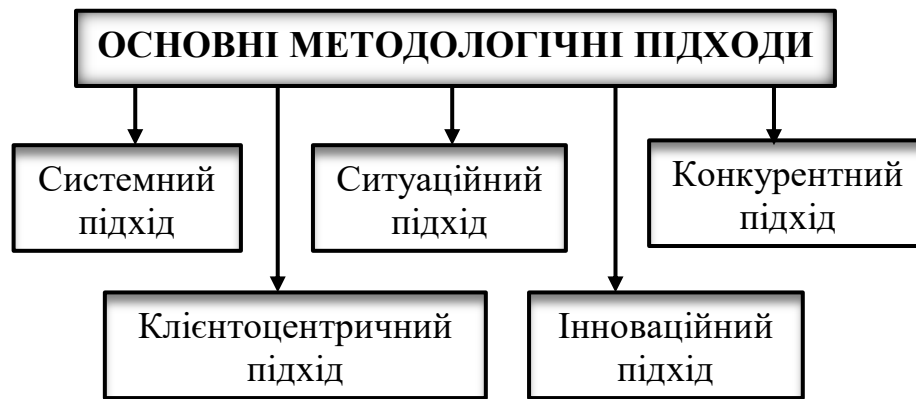 ОСНОВНІ МЕТОДОЛОГІЧНІ ПІДХОДИ
Системний
підхід
Ситуаційний
підхід
Конкурентний
підхід
Клієнтоцентричний
підхід
Інноваційний
підхід